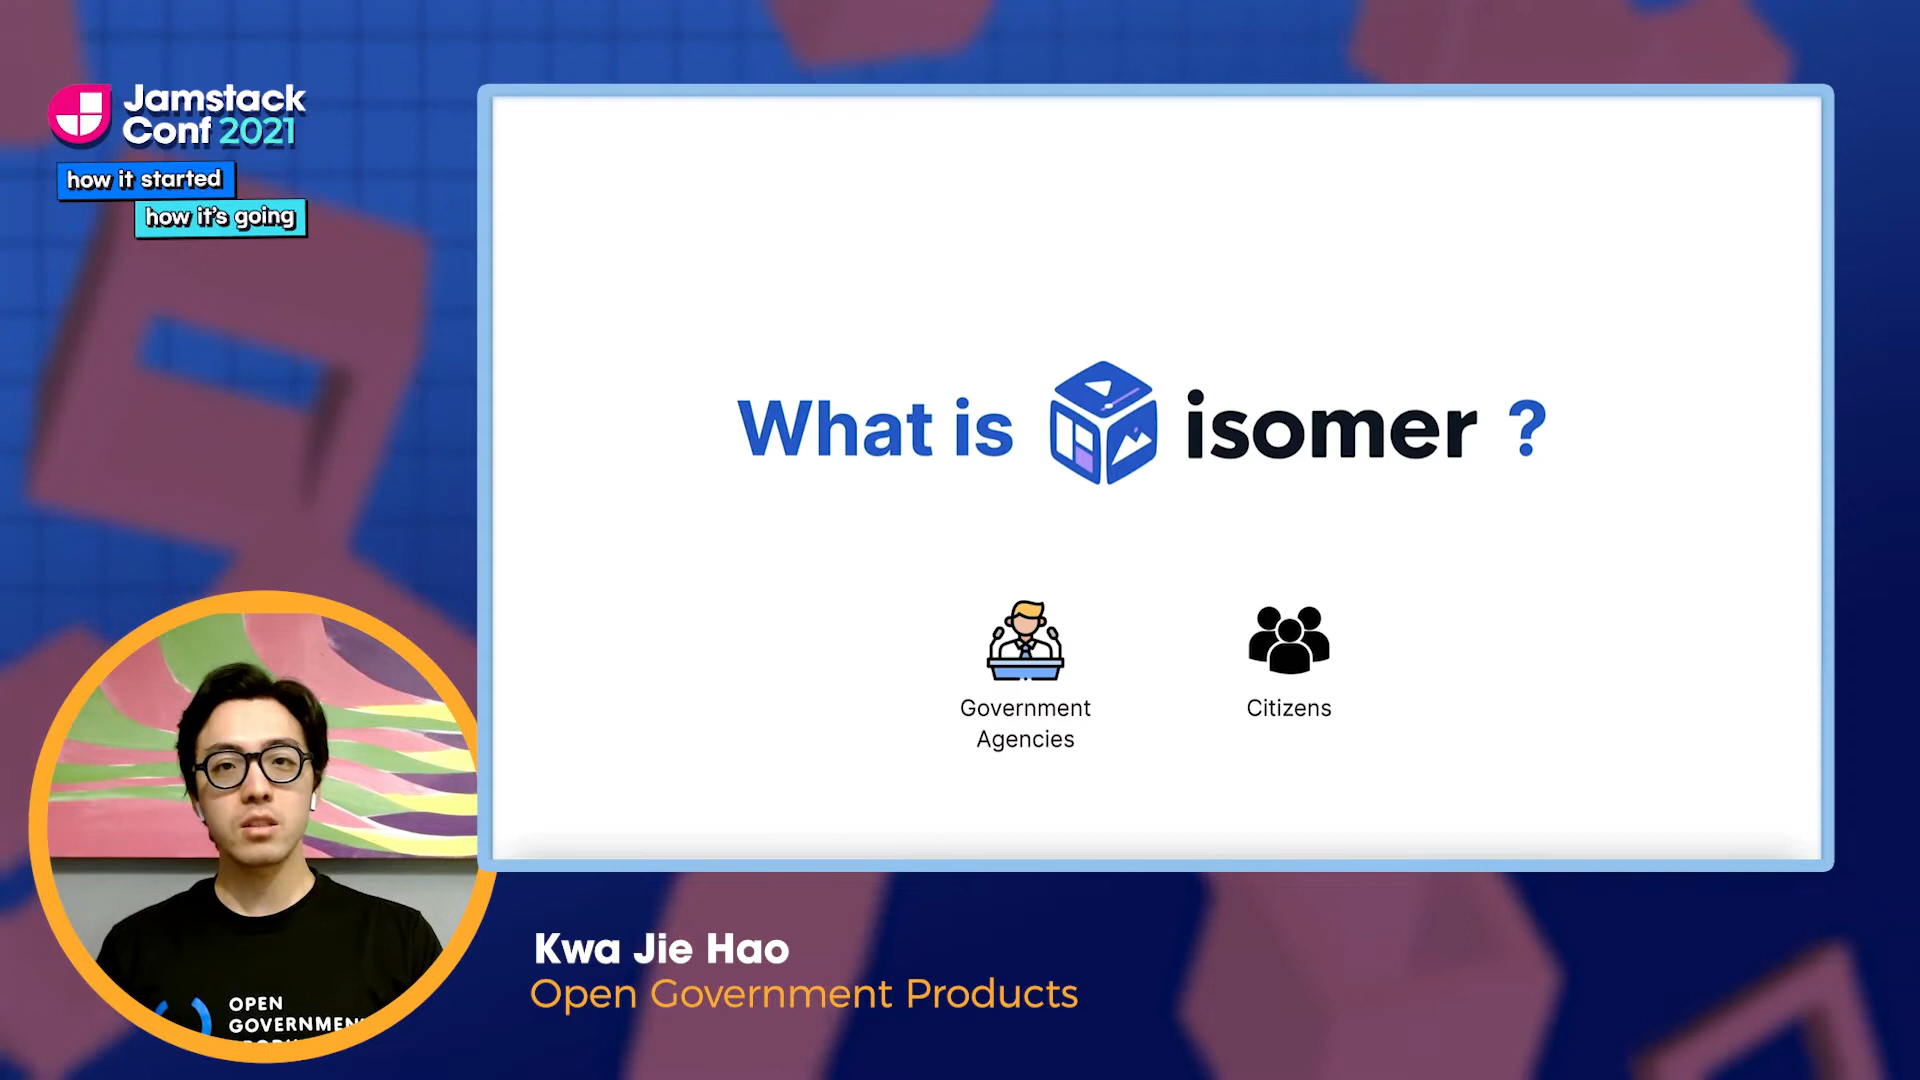 Jamstack
Conf 2021
how it started
how it's going
What is isomer ?
Government
Agencies
Citizens
OPEN
GOVERNMEN
Kwa Jie Hao
Open Government Products